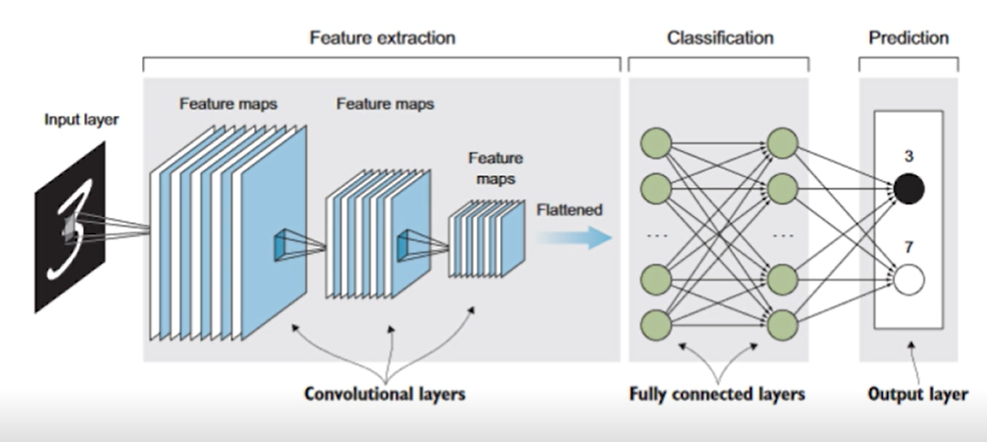 Feature extraction
Classification
Prediction
Input layer
Feature maps
Feature maps
Feature
maps
Flattened
...
...
3
7
Convolutional layers
Fully connected layers
Output layer